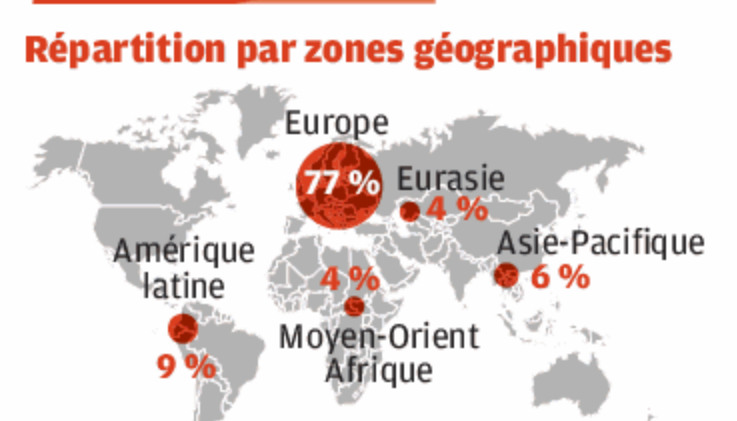 Répartition par zones géographiques
Europe
77 %
Eurasie
4 %
Asie-Pacifique
6 %
Amérique
latine
9 %
4 %
Moyen-Orient
Afrique